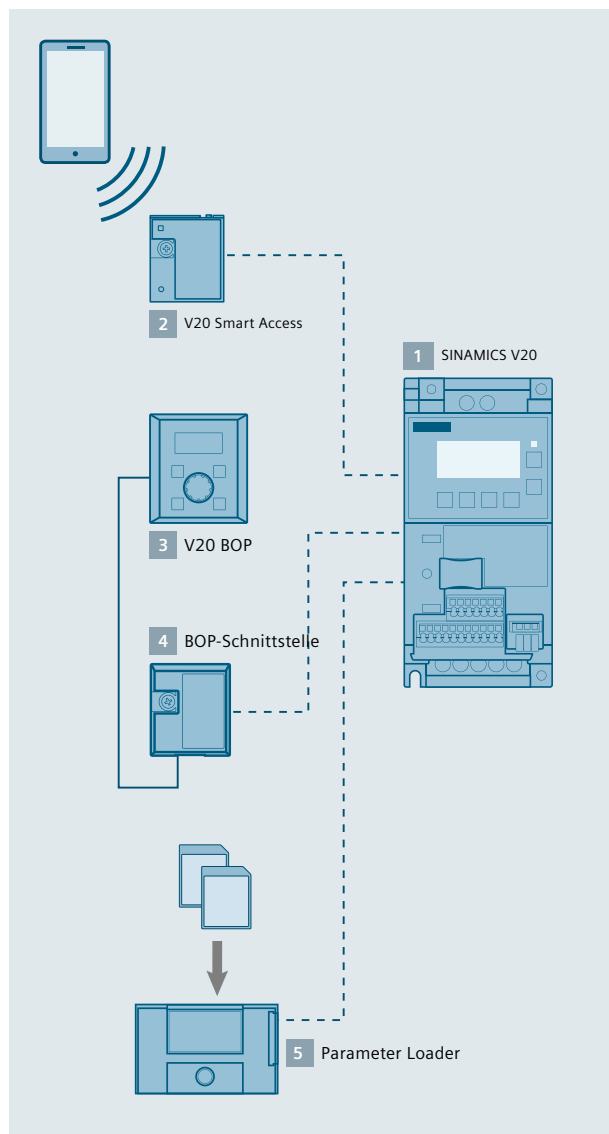 2 V20 Smart Access
1 SINAMICS V20
3 V20 BOP
4 BOP-Schnittstelle
5 Parameter Loader